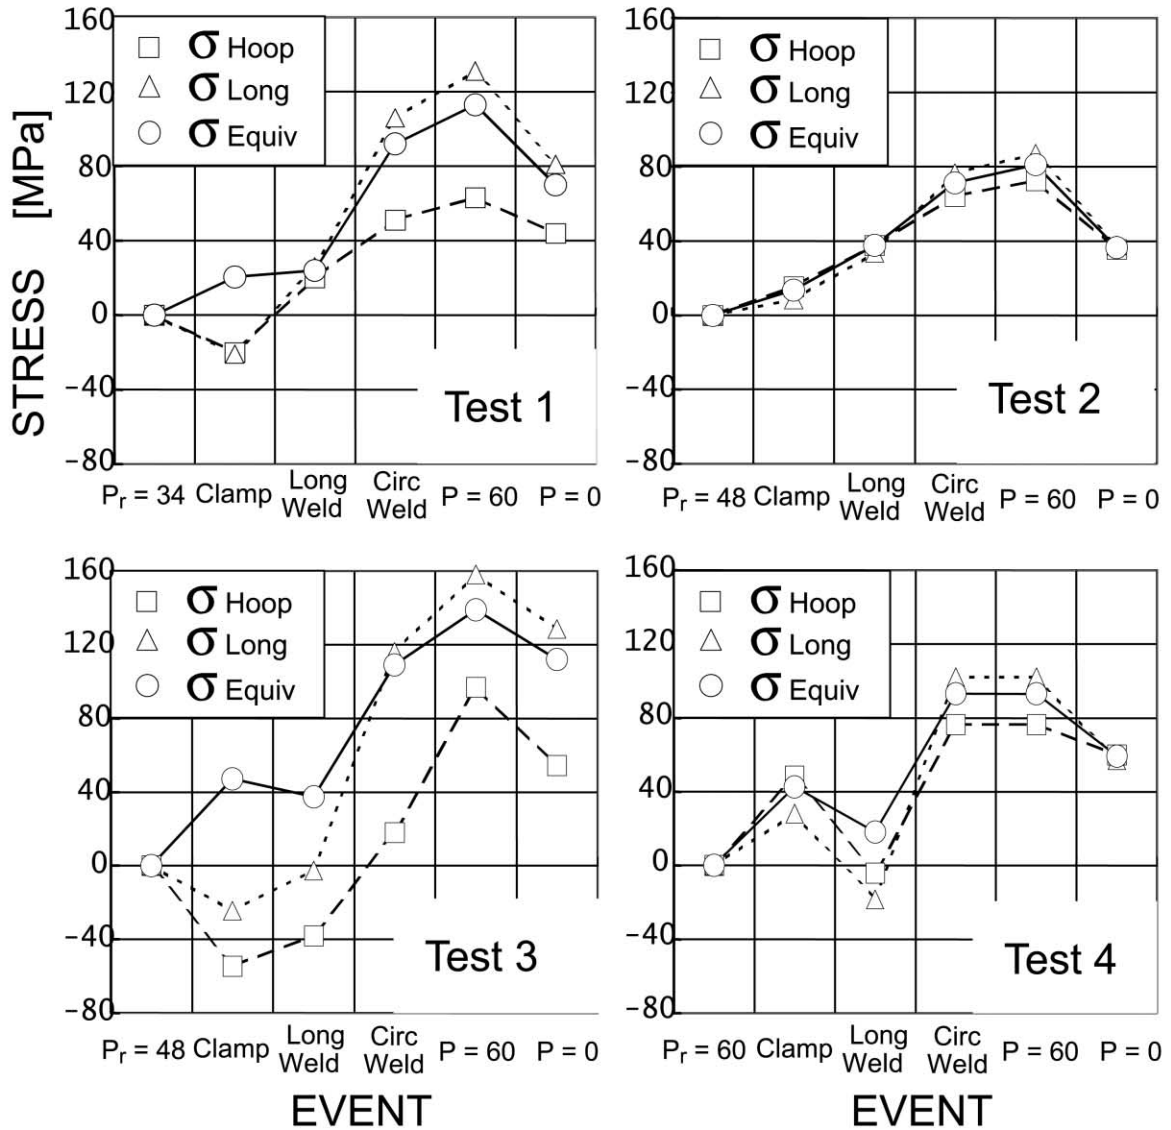 STRESS [MPa]
160
120
80
40
0
-40
-80
σ Hoop
σ Long
σ Equiv
Test 1
Pr = 34 Clamp Long Weld Circ Weld P = 60 P = 0
160
120
80
40
0
-40
-80
σ Hoop
σ Long
σ Equiv
Test 2
Pr = 48 Clamp Long Weld Circ Weld P = 60 P = 0
160
120
80
40
0
-40
-80
σ Hoop
σ Long
σ Equiv
Test 3
Pr = 48 Clamp Long Weld Circ Weld P = 60 P = 0
EVENT
160
120
80
40
0
-40
-80
σ Hoop
σ Long
σ Equiv
Test 4
Pr = 60 Clamp Long Weld Circ Weld P = 60 P = 0
EVENT